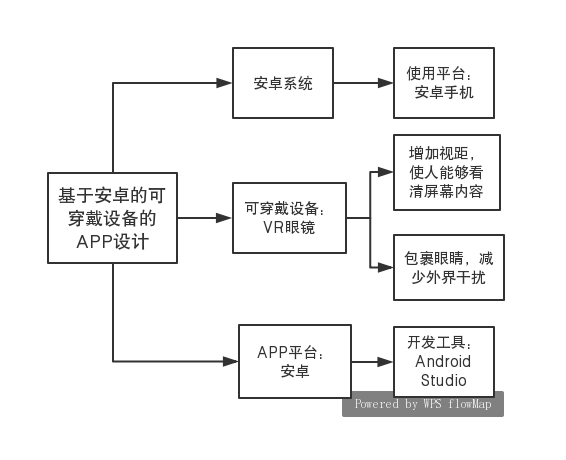 安卓系统
使用平台：
安卓手机
基于安卓的可
穿戴设备的
APP设计
可穿戴设备：
VR眼镜
增加视距，
使人能够看
清屏幕内容
包裹眼睛，减
少外界干扰
APP平台：
安卓
开发工具：
Android
Studio
Powered by WPS flowMap